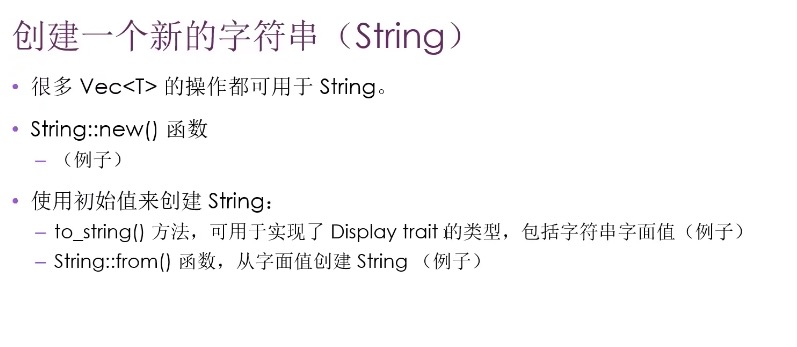 创建一个新的字符串（String）
• 很多 Vec<T> 的操作都可用于 String。
• String::new() 函数
– （例子）
• 使用初始值来创建 String：
– to_string() 方法，可用于实现了 Display trait 的类型，包括字符串字面值（例子）
– String::from() 函数，从字面值创建 String （例子）